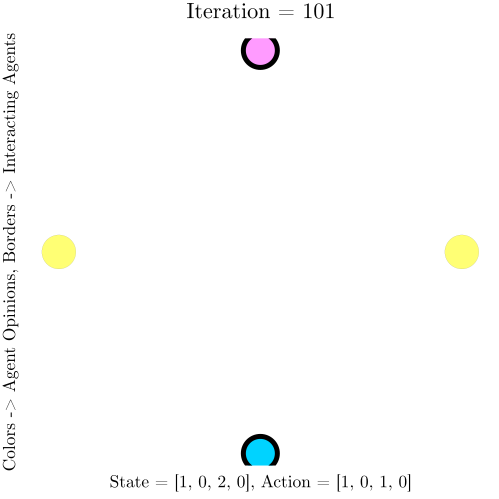 Iteration = 101
Colors -> Agent Opinions, Borders -> Interacting Agents
State = [1, 0, 2, 0], Action = [1, 0, 1, 0]